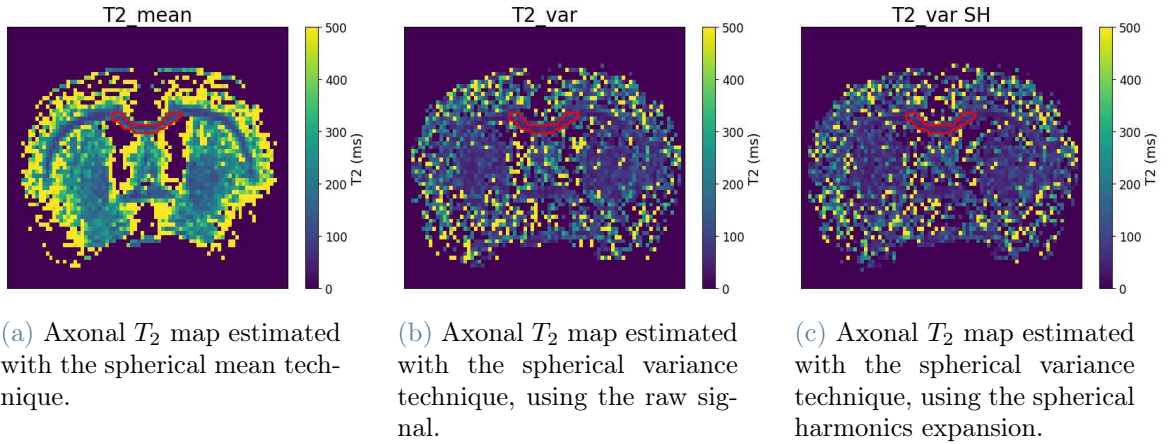 T2_mean
500
400
300
200
100
0
T2 (ms)
T2_var
500
400
300
200
100
0
T2 (ms)
T2_var SH
500
400
300
200
100
0
T2 (ms)
(a) Axonal T₂ map estimated
with the spherical mean tech-
nique.
(b) Axonal T₂ map estimated
with the spherical variance
technique, using the raw sig-
nal.
(c) Axonal T₂ map estimated
with the spherical variance
technique, using the spherical
harmonics expansion.